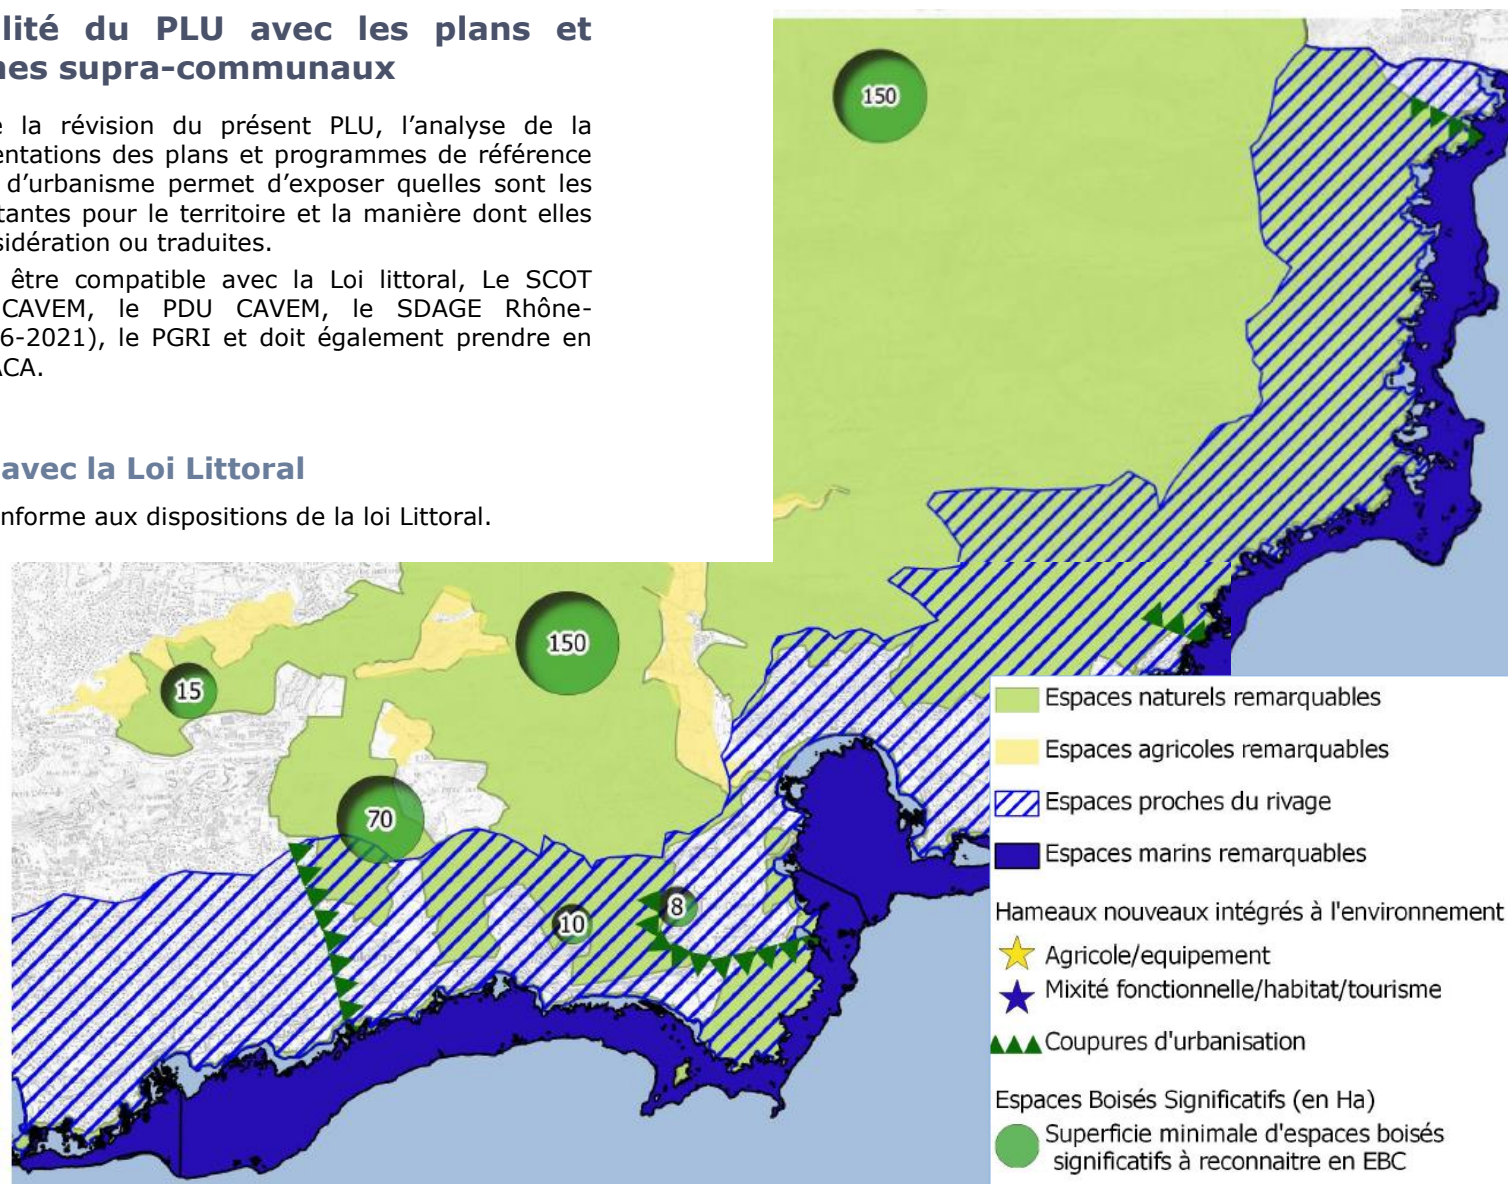 lité du PLU avec les plans et
nes supra-communaux
e la révision du présent PLU, l’analyse de la
entations des plans et programmes de référence
d’urbanisme permet d’exposer quelles sont les
tantes pour le territoire et la manière dont elles
sidération ou traduites.
être compatible avec la Loi littoral, Le SCOT
CAVEM, le PDU CAVEM, le SDAGE Rhône-
6-2021), le PGRI et doit également prendre en
ACA.
avec la Loi Littoral
nforme aux dispositions de la loi Littoral.
150
150
15
70
10
8
Espaces naturels remarquables
Espaces agricoles remarquables
Espaces proches du rivage
Espaces marins remarquables
Hameaux nouveaux intégrés à l'environnement
Agricole/equipement
Mixité fonctionnelle/habitat/tourisme
Coupures d'urbanisation
Espaces Boisés Significatifs (en Ha)
Superficie minimale d'espaces boisés
significatifs à reconnaitre en EBC